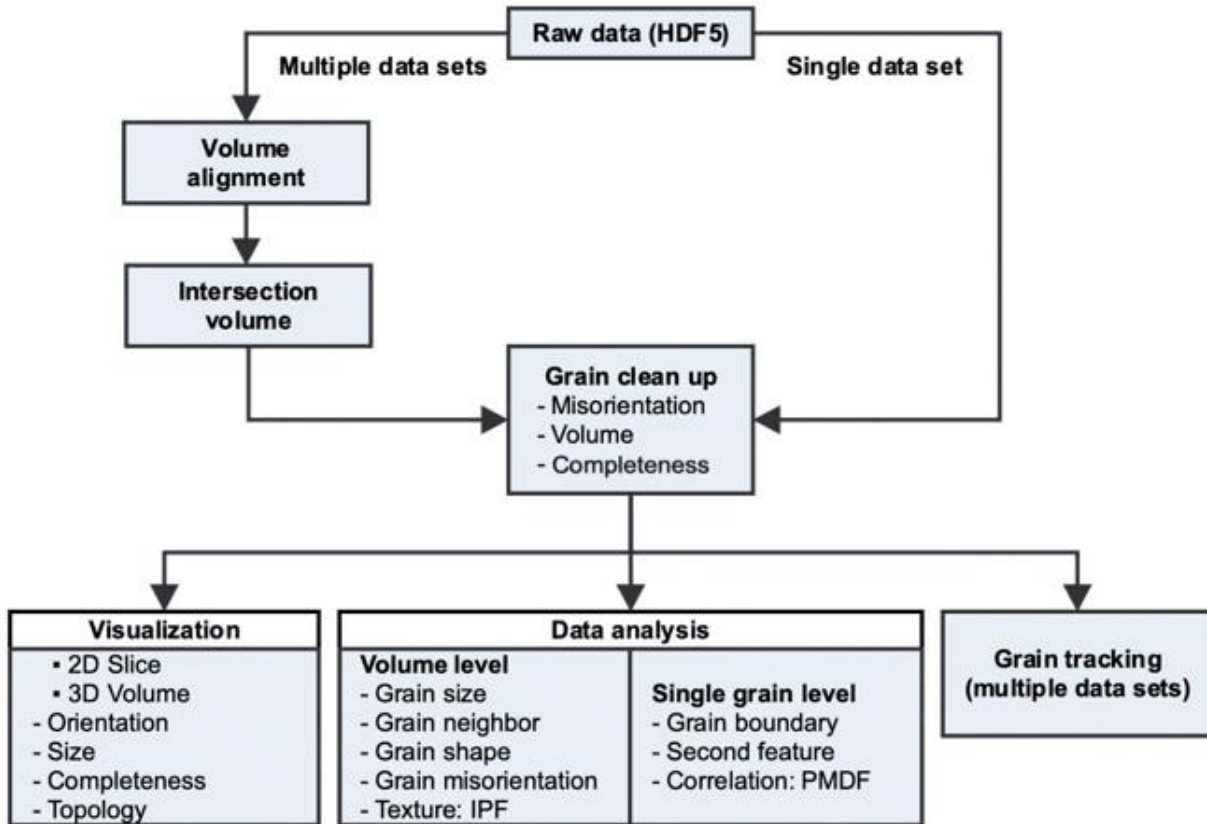 Raw data (HDF5)
Multiple data sets
Single data set
Volume
alignment
Intersection
volume
Grain clean up
- Misorientation
- Volume
- Completeness
Visualization
▪ 2D Slice
▪ 3D Volume
- Orientation
- Size
- Completeness
- Topology
Data analysis
Volume level
- Grain size
- Grain neighbor
- Grain shape
- Grain misorientation
- Texture: IPF
Single grain level
- Grain boundary
- Second feature
- Correlation: PMDF
Grain tracking
(multiple data sets)